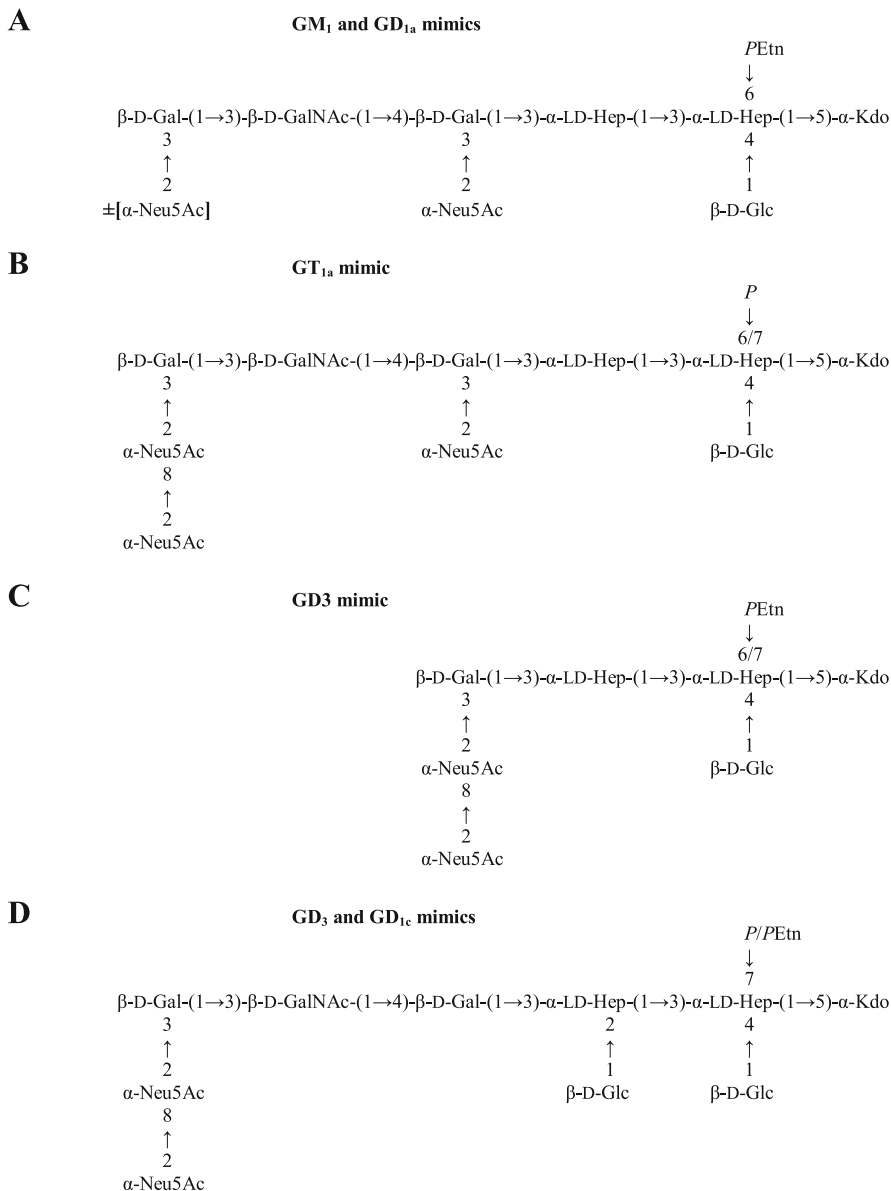 A GM₁ and GD₁ₐ mimics
PEtn
↓
6
β-D-Gal-(1→3)-β-D-GalNAc-(1→4)-β-D-Gal-(1→3)-α-LD-Hep-(1→3)-α-LD-Hep-(1→5)-α-Kdo
3 3 4
↑ ↑ ↑
2 2 1
±[α-Neu5Ac] α-Neu5Ac β-D-Glc
B GT₁ₐ mimic
P
↓
6/7
β-D-Gal-(1→3)-β-D-GalNAc-(1→4)-β-D-Gal-(1→3)-α-LD-Hep-(1→3)-α-LD-Hep-(1→5)-α-Kdo
3 3 4
↑ ↑ ↑
2 2 1
α-Neu5Ac α-Neu5Ac β-D-Glc
8
↑
2
α-Neu5Ac
C GD3 mimic
PEtn
↓
6/7
β-D-Gal-(1→3)-α-LD-Hep-(1→3)-α-LD-Hep-(1→5)-α-Kdo
3 4
↑ ↑
2 1
α-Neu5Ac β-D-Glc
8
↑
2
α-Neu5Ac
D GD₃ and GD₁c mimics
P/PEtn
↓
7
β-D-Gal-(1→3)-β-D-GalNAc-(1→4)-β-D-Gal-(1→3)-α-LD-Hep-(1→3)-α-LD-Hep-(1→5)-α-Kdo
3 2 4
↑ ↑ ↑
2 1 1
α-Neu5Ac β-D-Glc β-D-Glc
8
↑
2
α-Neu5Ac